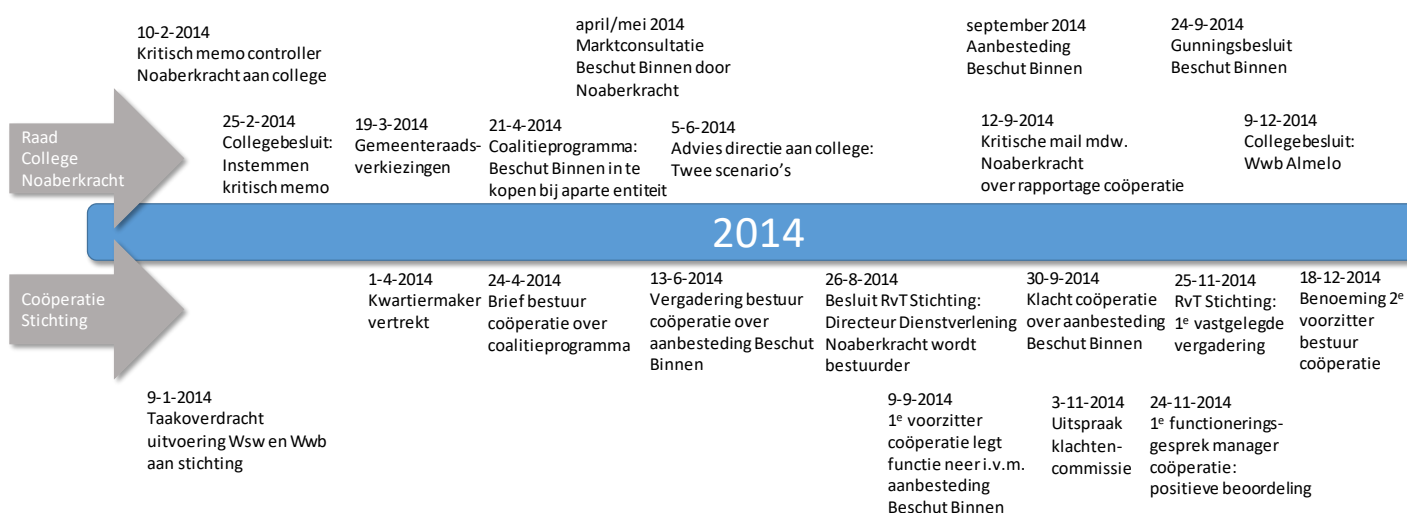 10-2-2014
Kritisch memo controller
Noaberkracht aan college
april/mei 2014
Marktconsultatie
Beschut Binnen door
Noaberkracht
september 2014
Aanbesteding
Beschut Binnen
24-9-2014
Gunningsbesluit
Beschut Binnen
Raad
College
Noaberkracht
25-2-2014
Collegebesluit:
Instemmen
kritisch memo
19-3-2014
Gemeenteraads-
verkiezingen
21-4-2014
Coalitieprogramma:
Beschut Binnen in te
kopen bij aparte entiteit
5-6-2014
Advies directie aan college:
Twee scenario's
12-9-2014
Kritische mail mdw.
Noaberkracht
over rapportage coöperatie
9-12-2014
Collegebesluit:
Wwb Almelo
2014
Coöperatie
Stichting
1-4-2014
Kwartiermaker
vertrekt
24-4-2014
Brief bestuur
coöperatie over
coalitieprogramma
13-6-2014
Vergadering bestuur
coöperatie over
aanbesteding Beschut
Binnen
26-8-2014
Besluit RvT Stichting:
Directeur Dienstverlening
Noaberkracht wordt
bestuurder
30-9-2014
Klacht coöperatie
over aanbesteding
Beschut Binnen
25-11-2014
RvT Stichting:
1e vastgelegde
vergadering
18-12-2014
Benoeming 2e
voorzitter
bestuur
coöperatie
9-1-2014
Taakoverdracht
uitvoering Wsw en Wwb
aan stichting
9-9-2014
1e voorzitter
coöperatie legt
functie neer i.v.m.
aanbesteding
Beschut Binnen
3-11-2014
Uitspraak
klachten-
commissie
24-11-2014
1e functionerings-
gesprek manager
coöperatie:
positieve beoordeling